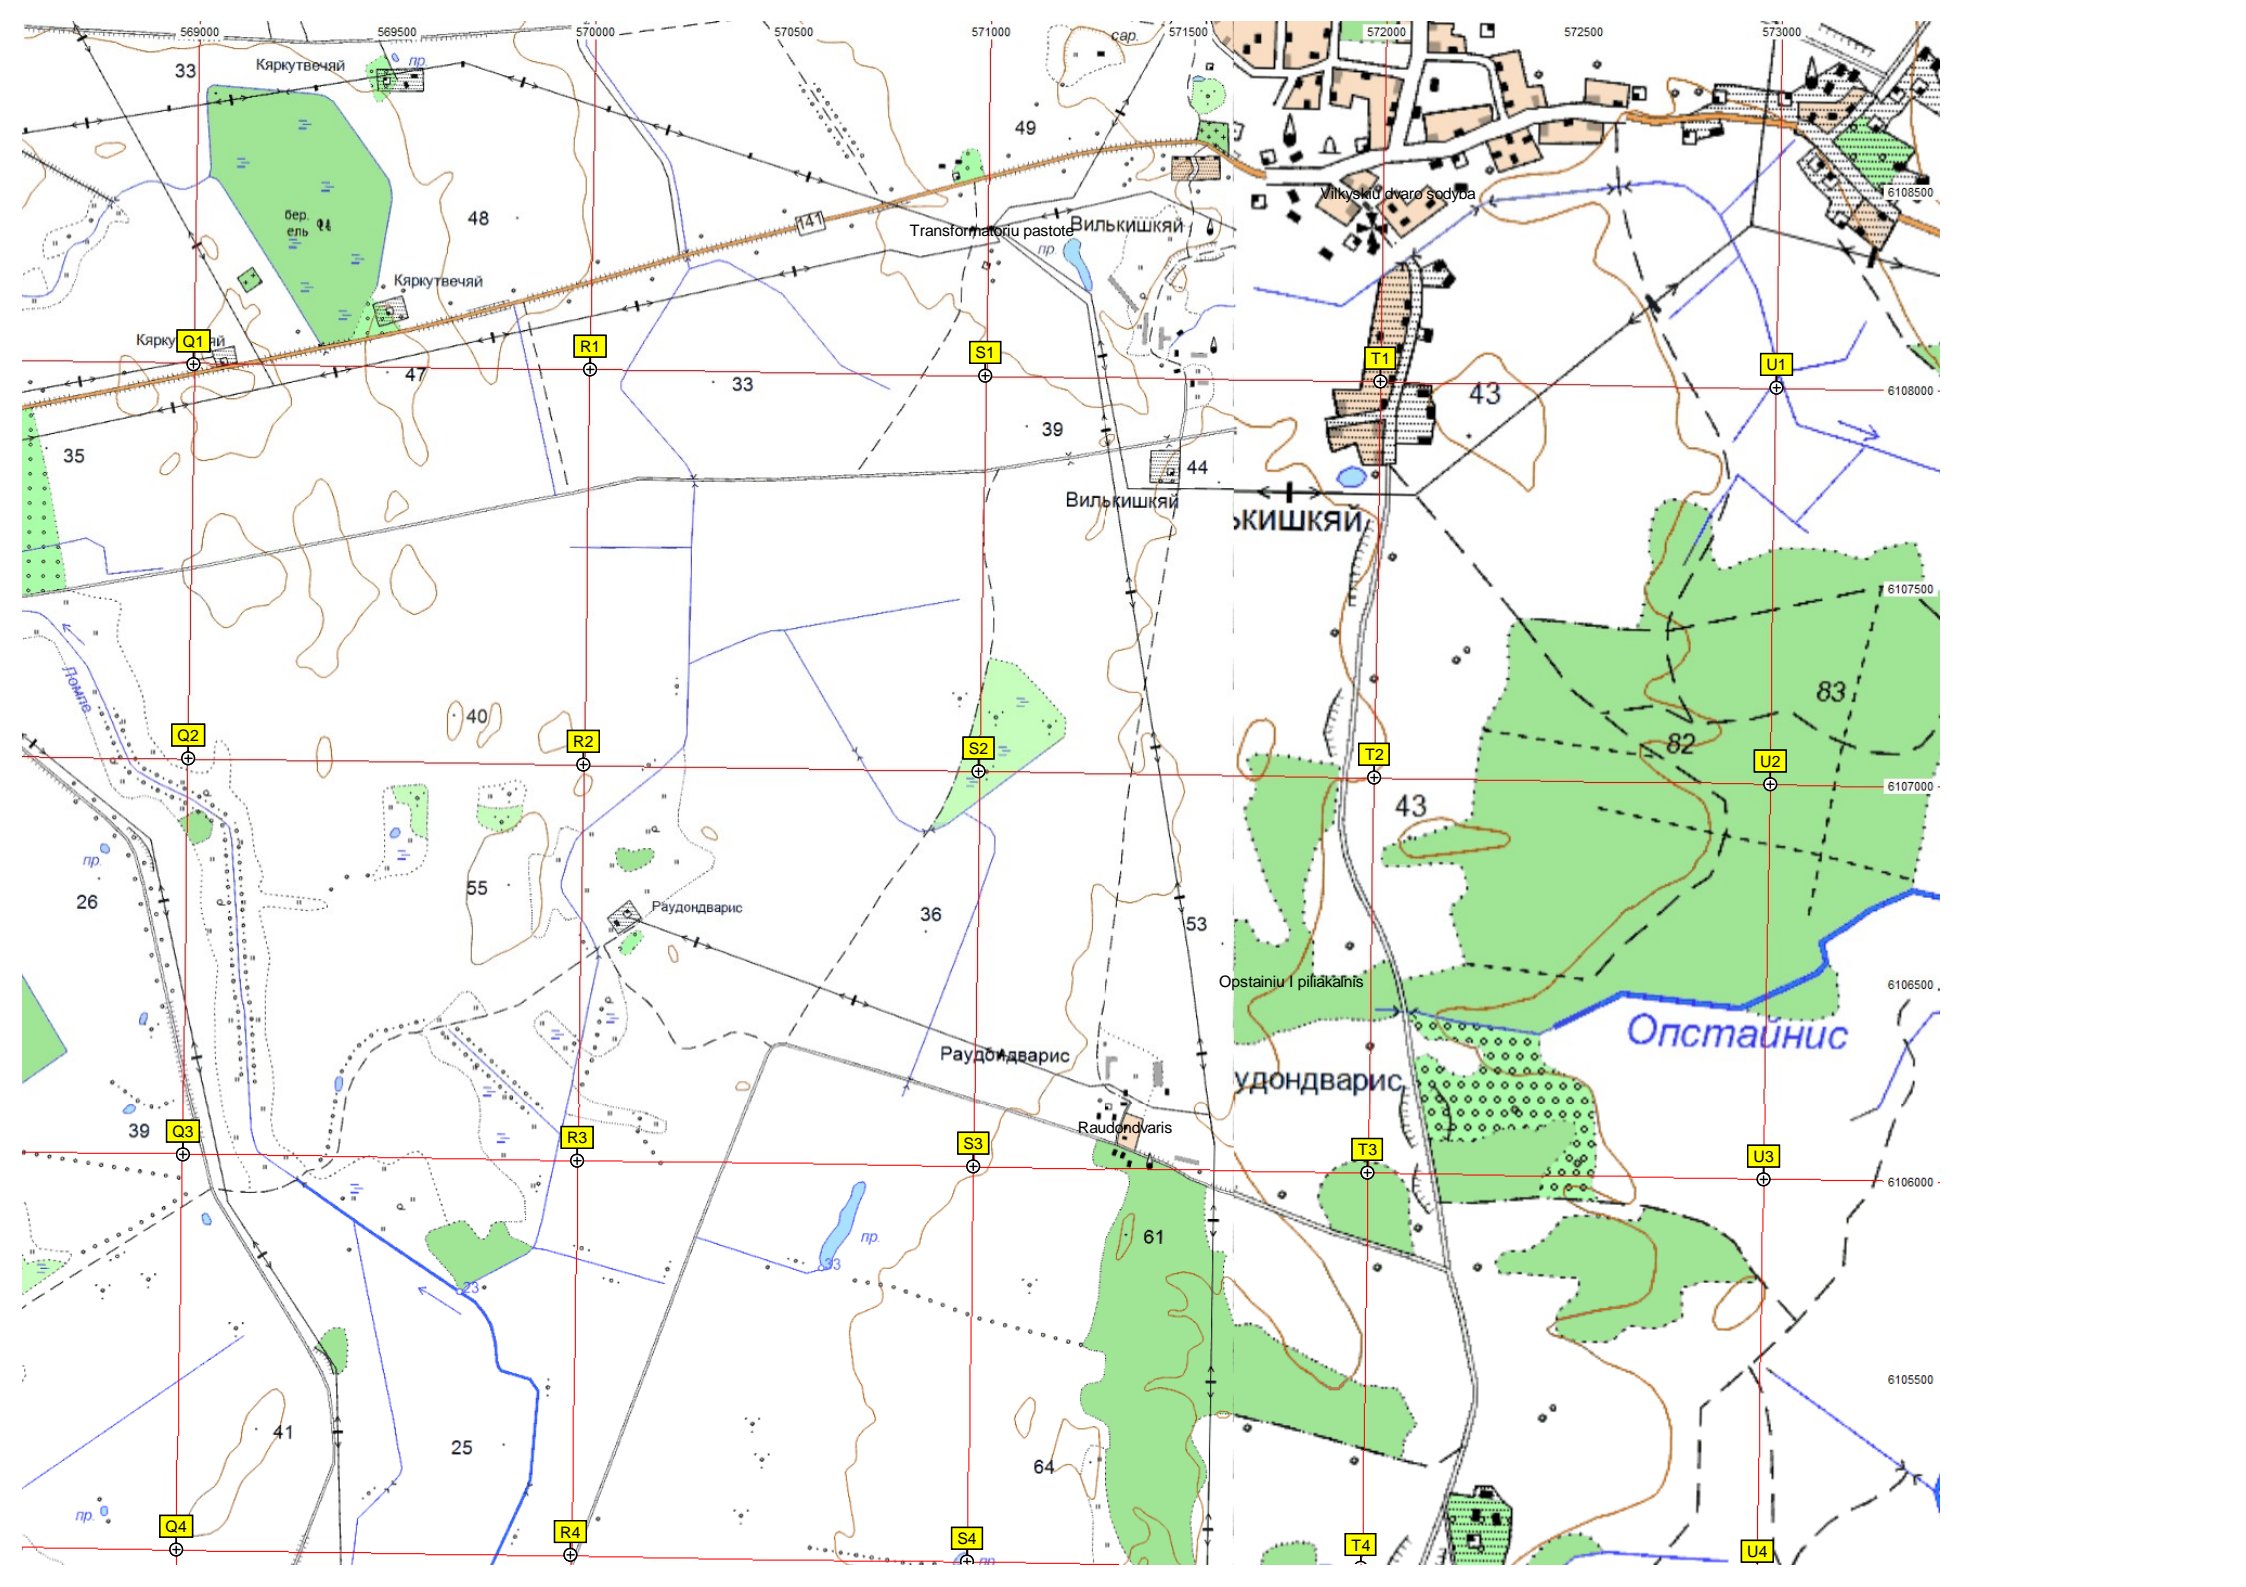 569000 569500 570000 570500 571000 571500 572000 572500 573000
сар.
Кяркутвечяй
пр.
33
49
6108500
Vilkyskiu dvaro sodyba
бер.
ель
48
141
Transformatoriu pastote
Вилькишкяй
пр.
Кяркутвечяй
Q1
R1
S1
T1
U1
47
33
43
6108000
39
35
44
Вилькишкяй
ькишкяй
6107500
Ломпе
83
40
82
Q2
R2
S2
T2
U2
6107000
43
пр.
55
26
Раудондварис
36
53
Opstainiu I piliakalnis
6106500
Опстайнис
Раудондварис
удондварис
39
Q3
R3
S3
Raudondvaris
T3
U3
6106000
61
пр.
33
23
6105500
41
25
64
пр.
Q4
R4
S4
T4
U4
пр.